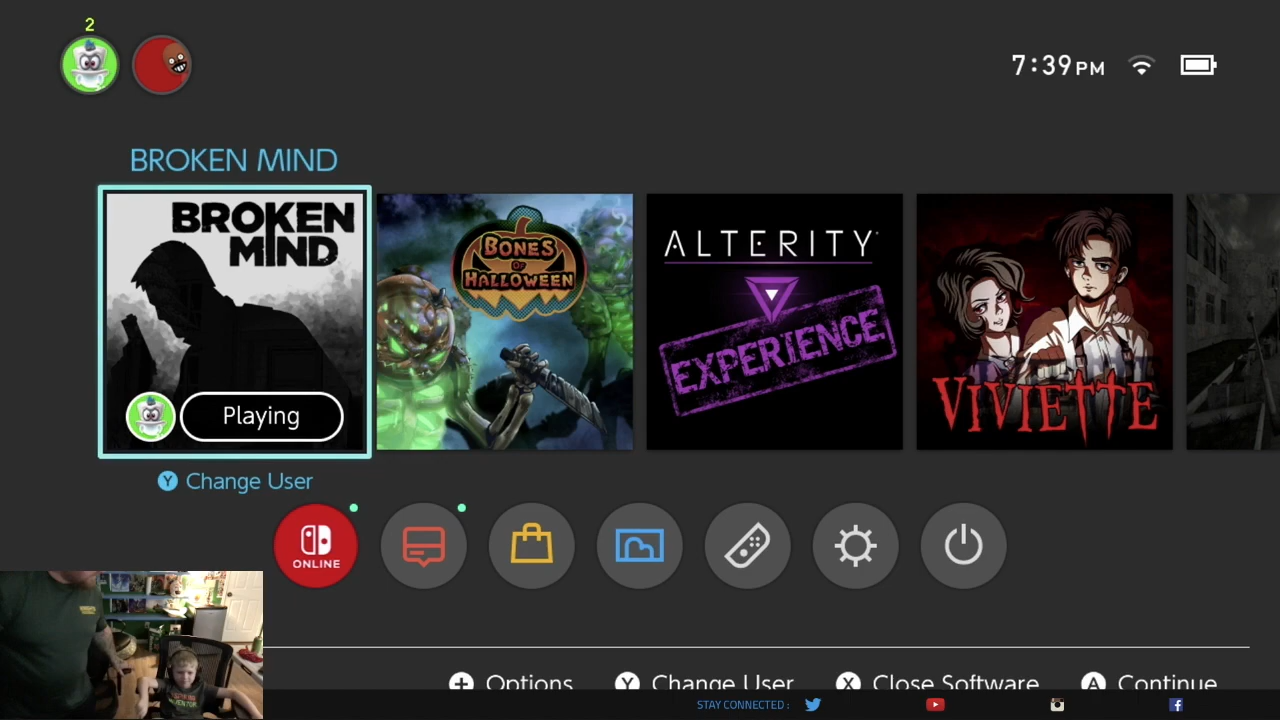 2
7:39 PM
BROKEN MIND
BROKEN
MIND
Playing
BONES
OF
HALLOWEEN
ALTERITY
EXPERIENCE
VIVIETTE
Y Change User
ONLINE
+ Options
Y Change User
X Close Software
A Continue
STAY CONNECTED :